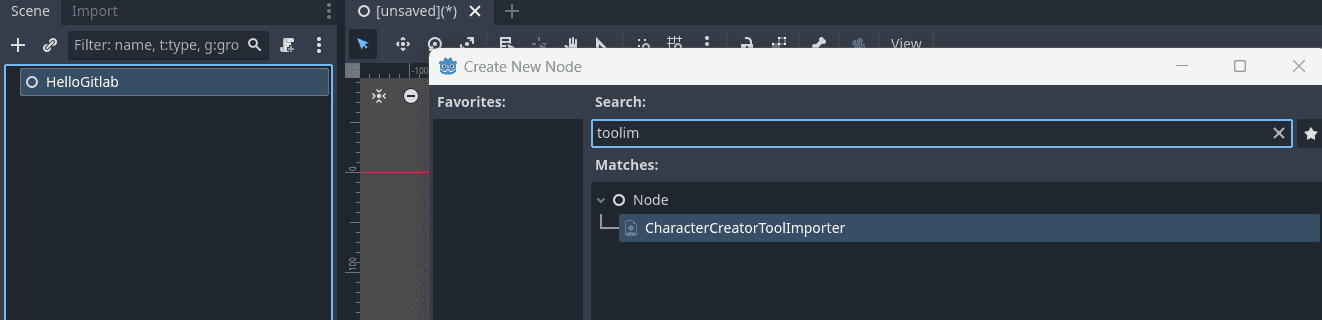 Scene Import
[unsaved](*)
Filter: name, t:type, g:gro
View
HelloGitlab
-100
Create New Node
Favorites:
Search:
toolim
Matches:
0
Node
CharacterCreatorToolImporter
100